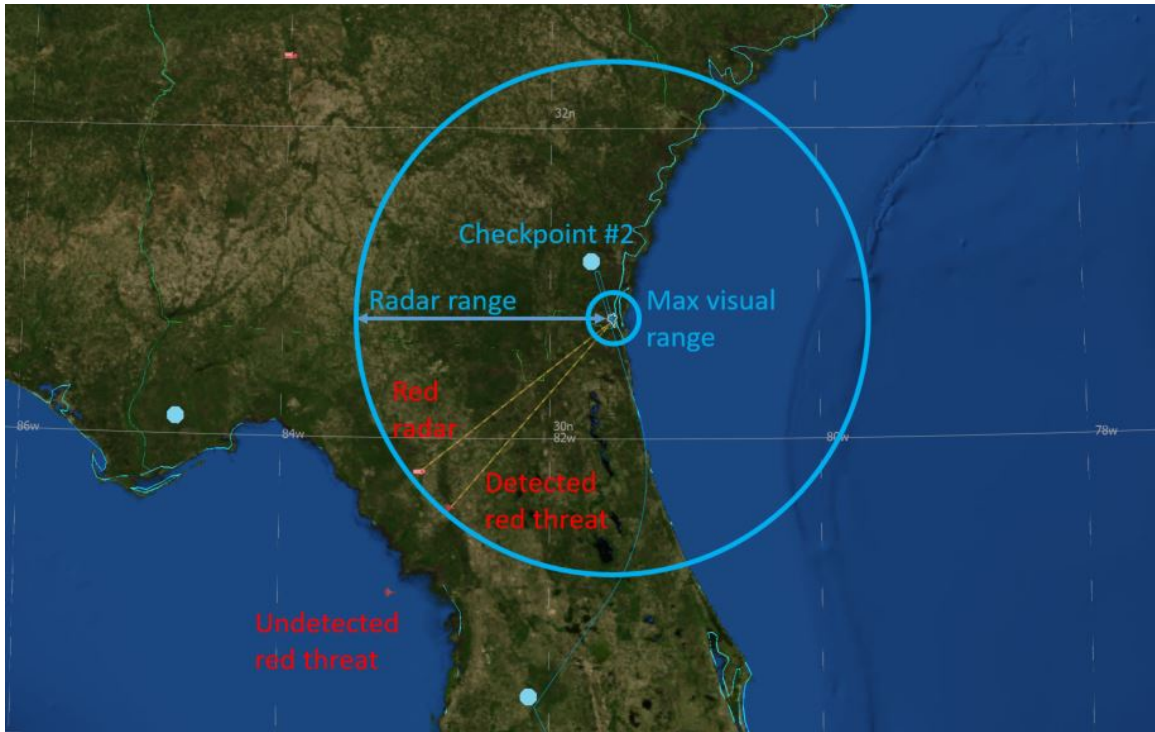 32n
Checkpoint #2
Radar range
Max visual
range
Red
radar
86w
84w
30n
82w
80w
78w
Detected
red threat
Undetected
red threat